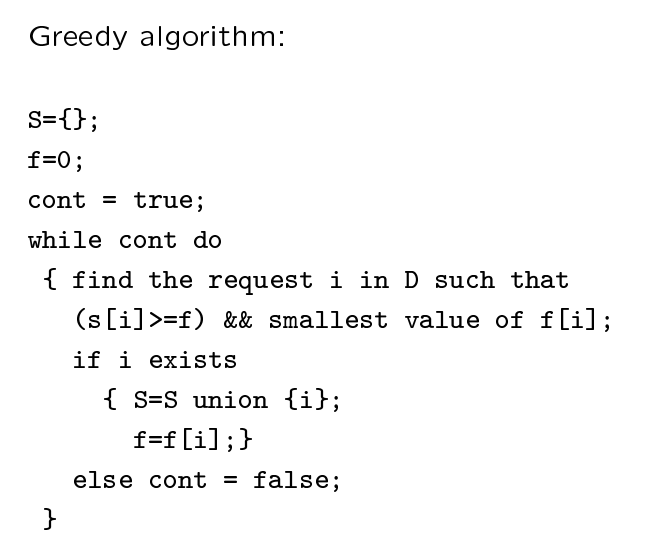 Greedy algorithm:
S={};
f=0;
cont = true;
while cont do
{ find the request i in D such that
(s[i]>=f) && smallest value of f[i];
if i exists
{ S=S union {i};
f=f[i];}
else cont = false;
}